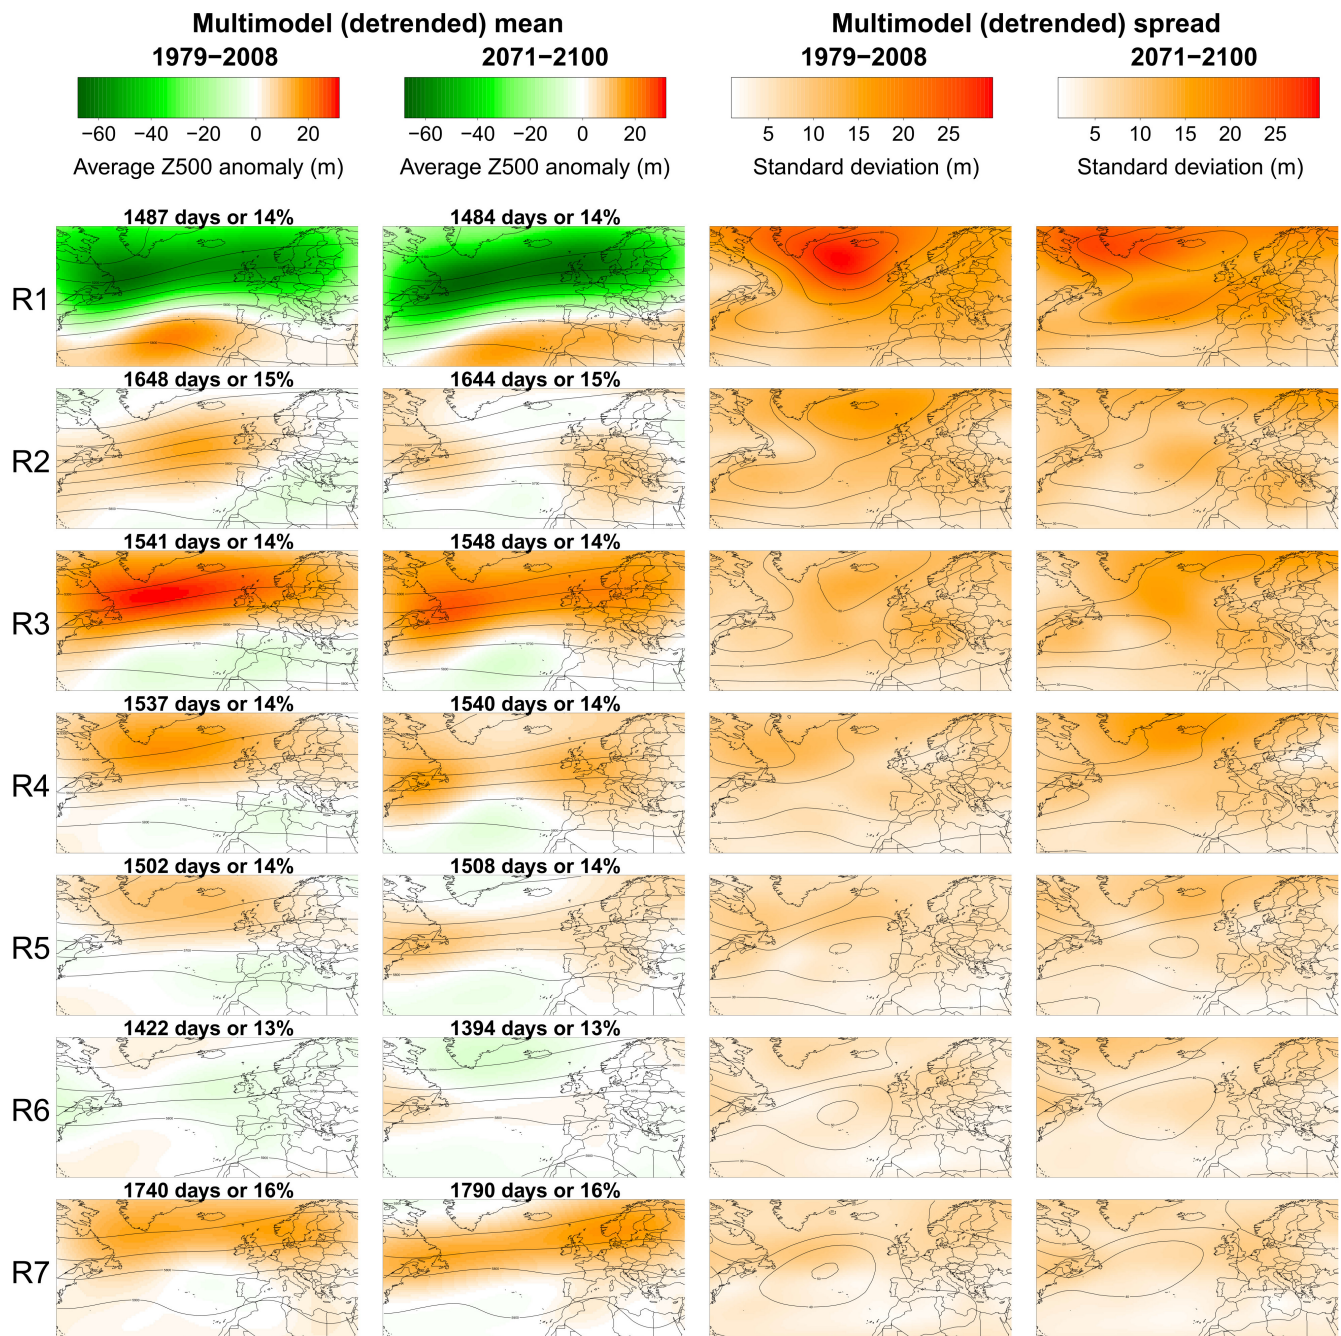 Multimodel (detrended) mean Multimodel (detrended) spread
1979−2008 2071−2100 1979−2008 2071−2100
−60 −40 −20 0 20 −60 −40 −20 0 20 5 10 15 20 25 5 10 15 20 25
Average Z500 anomaly (m) Average Z500 anomaly (m) Standard deviation (m) Standard deviation (m)
1487 days or 14% 1484 days or 14%
R1
1648 days or 15% 1644 days or 15%
R2
1541 days or 14% 1548 days or 14%
R3
1537 days or 14% 1540 days or 14%
R4
1502 days or 14% 1508 days or 14%
R5
1422 days or 13% 1394 days or 13%
R6
1740 days or 16% 1790 days or 16%
R7